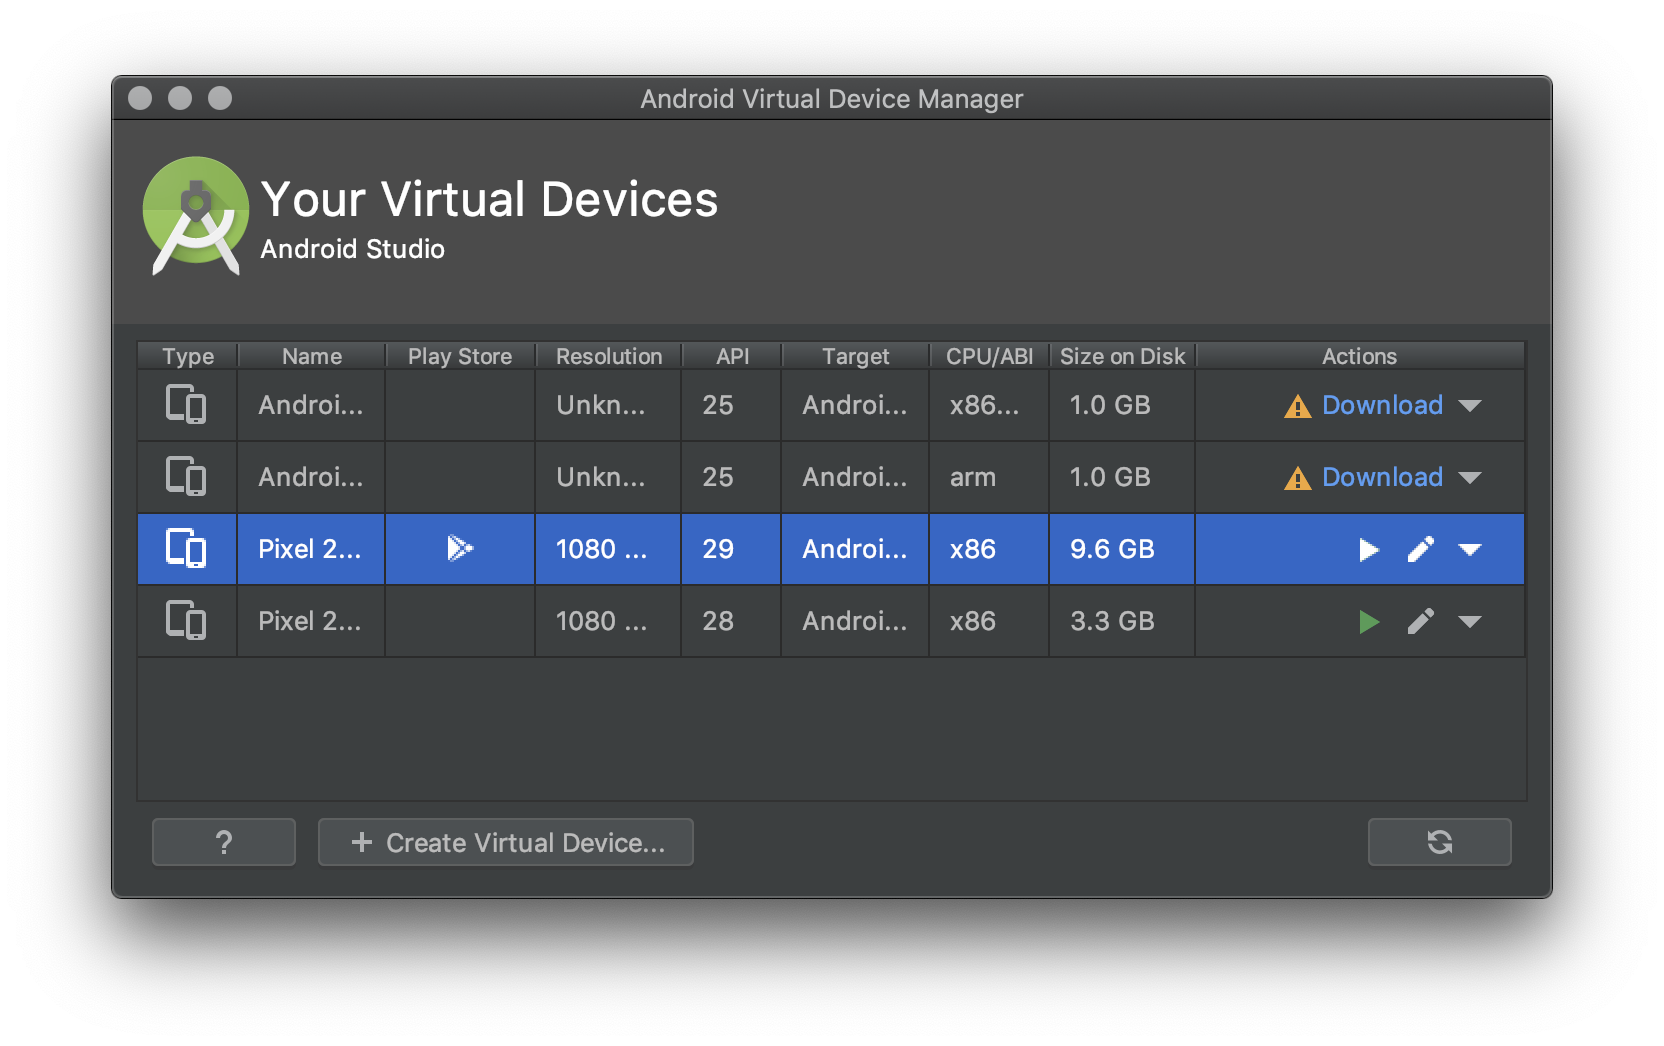 Android Virtual Device Manager
Your Virtual Devices
Android Studio
Type Name Play Store Resolution API Target CPU/ABI Size on Disk Actions
Androi... Unkn... 25 Androi... x86... 1.0 GB Download
Androi... Unkn... 25 Androi... arm 1.0 GB Download
Pixel 2... 1080 ... 29 Androi... x86 9.6 GB
Pixel 2... 1080 ... 28 Androi... x86 3.3 GB
? + Create Virtual Device...